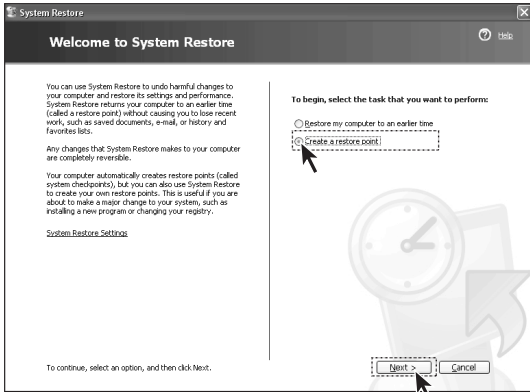 System Restore
Welcome to System Restore
Help
You can use System Restore to undo harmful changes to
your computer and restore its settings and performance.
System Restore returns your computer to an earlier time
(called a restore point) without causing you to lose recent
work, such as saved documents, e-mail, or history and
favorites lists.
Any changes that System Restore makes to your computer
are completely reversible.
Your computer automatically creates restore points (called
system checkpoints), but you can also use System Restore
to create your own restore points. This is useful if you are
about to make a major change to your system, such as
installing a new program or changing your registry.
System Restore Settings
To begin, select the task that you want to perform:
Restore my computer to an earlier time
Create a restore point
To continue, select an option, and then click Next.
Next >
Cancel